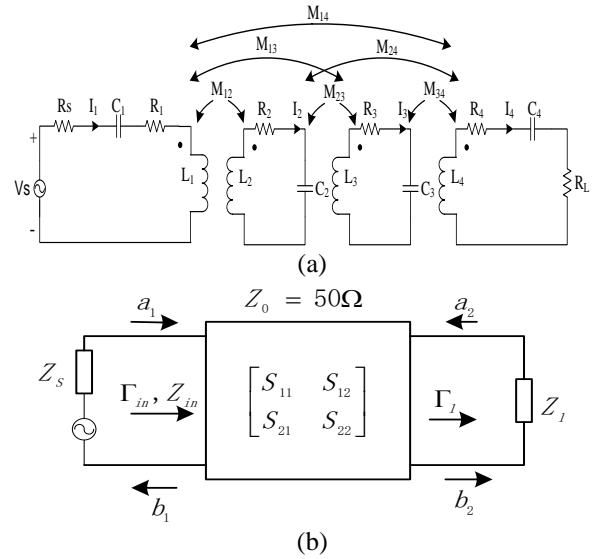 M14
M13 M24
M12 M23 M34
Rs I1 C1 R1 R2 I2 R3 I3 R4 I4 C4
+
Vs L1 L2 C2 L3 C3 L4 RL
-
(a)
Z0 = 50Ω
a1 a2
ZS Γin, Zin S11 S12 Γ1 Z1
S21 S22
b1 b2
(b)